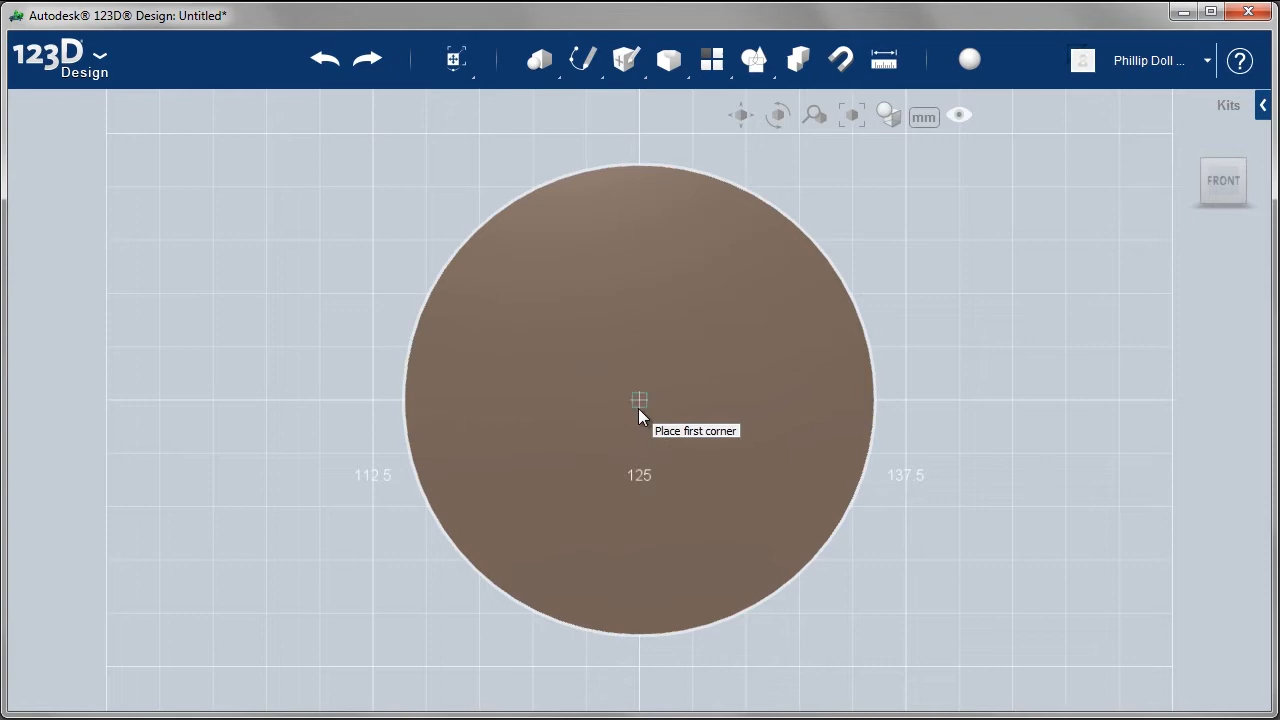 Autodesk® 123D® Design: Untitled*
123D
Design
Phillip Doll ...
?
mm
Kits
FRONT
Place first corner
112.5
125
137.5